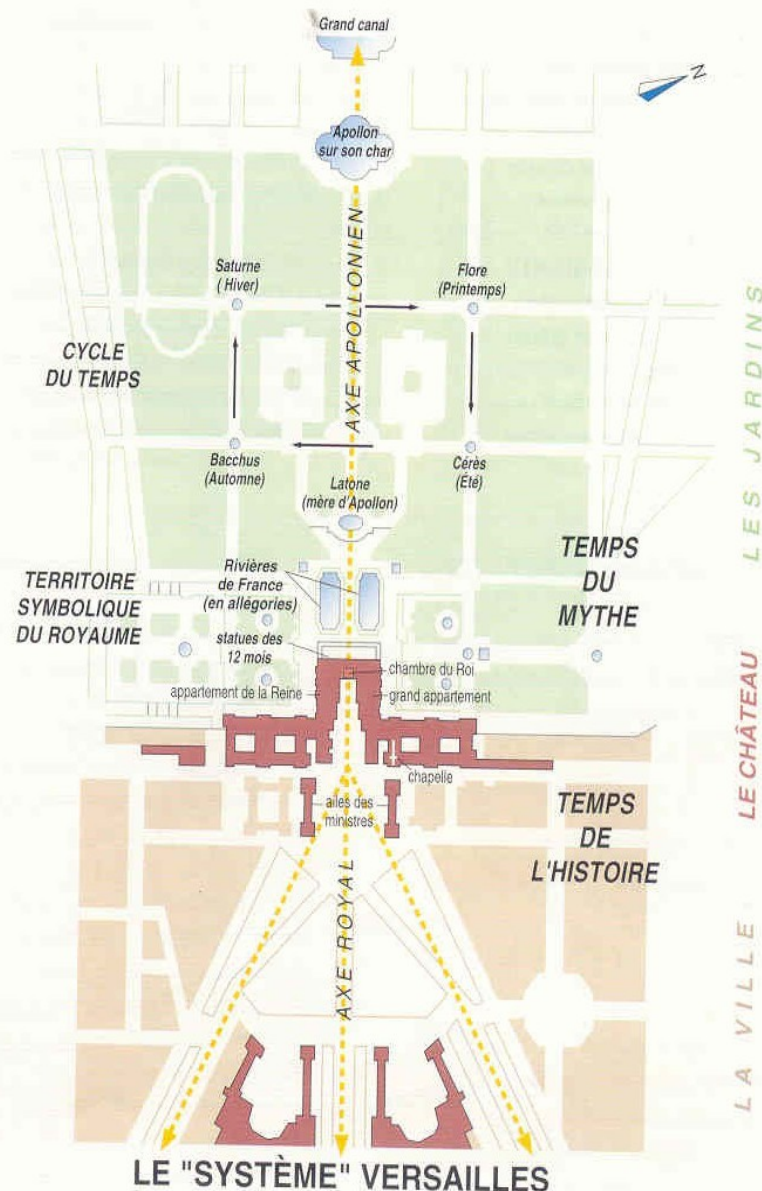 Grand canal
N
Apollon
sur son char
AXE APOLLONIEN
Saturne
( Hiver)
Flore
(Printemps)
CYCLE
DU TEMPS
Bacchus
(Automne)
Cérès
(Été)
Latone
(mère d'Apollon)
LES JARDINS
TEMPS
DU
MYTHE
TERRITOIRE
SYMBOLIQUE
DU ROYAUME
Rivières
de France
(en allégories)
statues des
12 mois
chambre du Roi
appartement de la Reine
grand appartement
LE CHÂTEAU
chapelle
ailes des
ministres
TEMPS
DE
L'HISTOIRE
AXE ROYAL
LA VILLE
LE "SYSTÈME" VERSAILLES